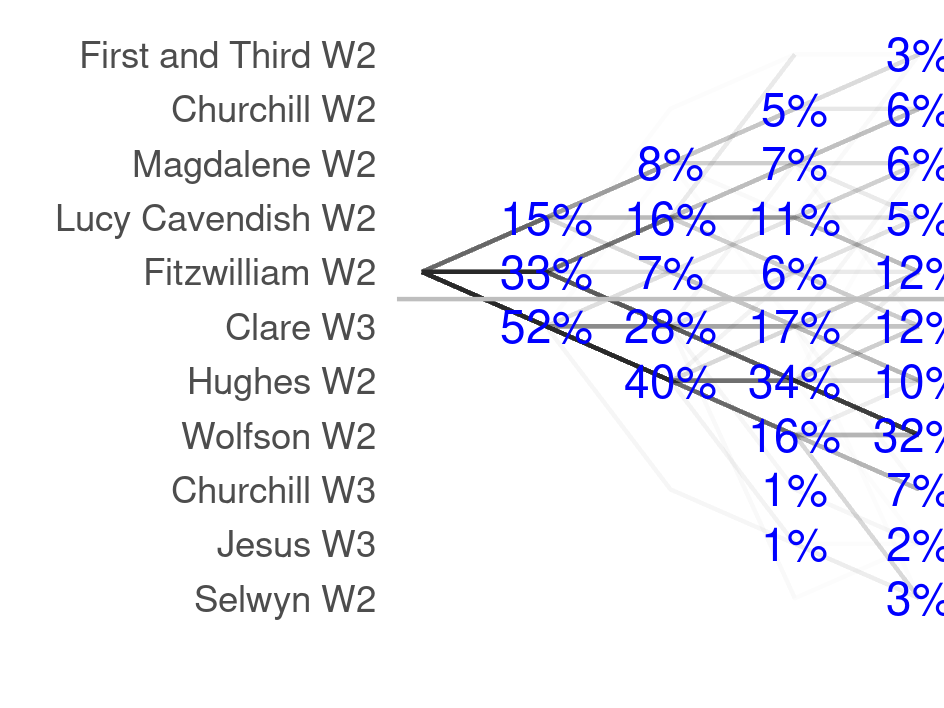 First and Third W2 3%
Churchill W2 5% 6%
Magdalene W2 8% 7% 6%
Lucy Cavendish W2 15% 16% 11% 5%
Fitzwilliam W2 33% 7% 6% 12%
Clare W3 52% 28% 17% 12%
Hughes W2 40% 34% 10%
Wolfson W2 16% 32%
Churchill W3 1% 7%
Jesus W3 1% 2%
Selwyn W2 3%